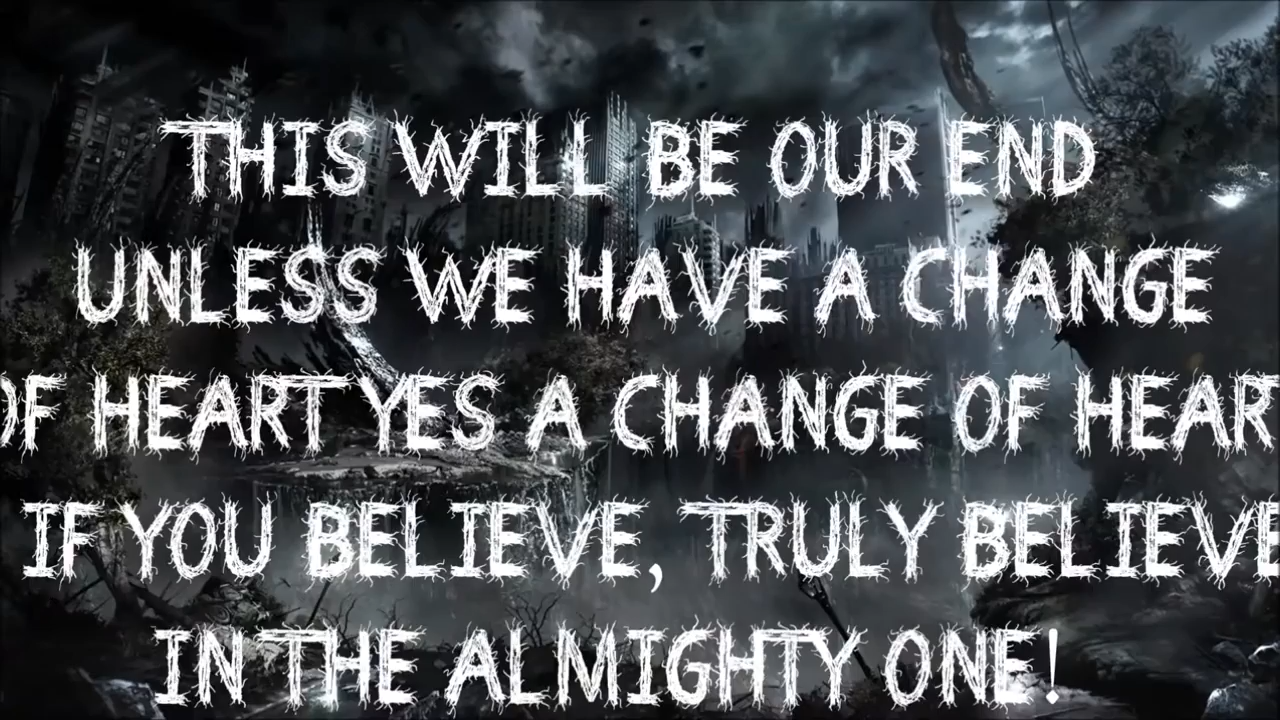 THIS WILL BE OUR END
UNLESS WE HAVE A CHANGE
OF HEART YES A CHANGE OF HEART
IF YOU BELIEVE, TRULY BELIEVE
IN THE ALMIGHTY ONE!